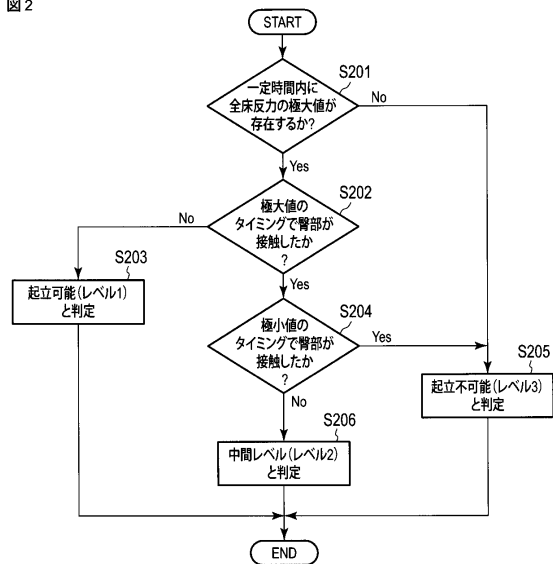 図2
START
S201
一定時間内に
全床反力の極大値が
存在するか?
No
Yes
S202
極大値の
タイミングで臀部が
接触したか
?
No
Yes
S203
起立可能(レベル1)
と判定
S204
極小値の
タイミングで臀部が
接触したか
?
Yes
No
S205
起立不可能(レベル3)
と判定
S206
中間レベル(レベル2)
と判定
END